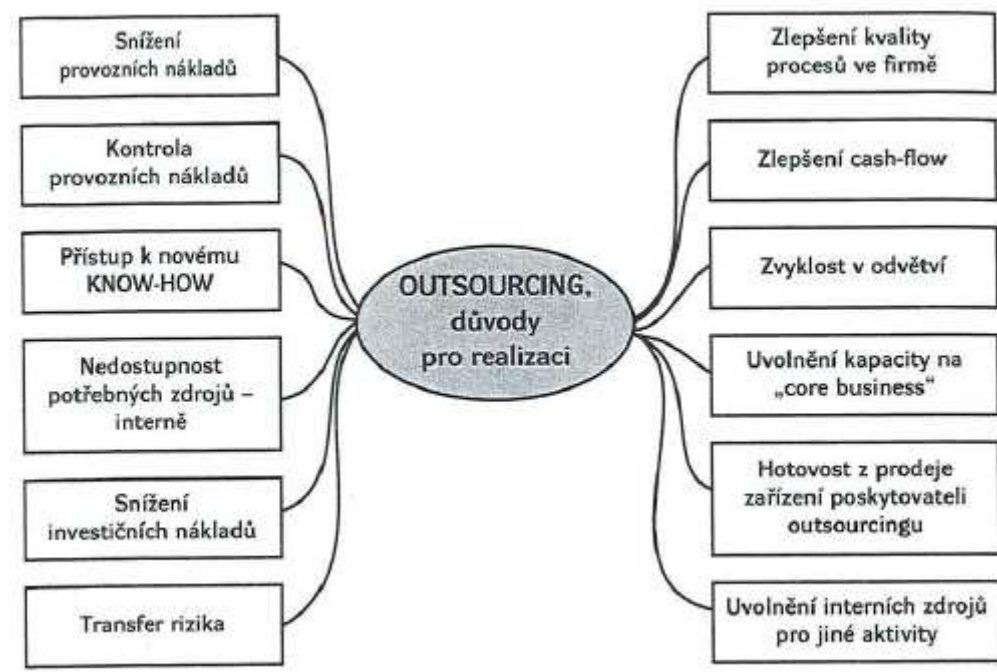 Snížení
provozních nákladů
Kontrola
provozních nákladů
Přístup k novému
KNOW-HOW
Nedostupnost
potřebných zdrojů –
interně
Snížení
investičních nákladů
Transfer rizika
OUTSOURCING,
důvody
pro realizaci
Zlepšení kvality
procesů ve firmě
Zlepšení cash-flow
Zvyklost v odvětví
Uvolnění kapacity na
„core business“
Hotovost z prodeje
zařízení poskytovateli
outsourcingu
Uvolnění interních zdrojů
pro jiné aktivity